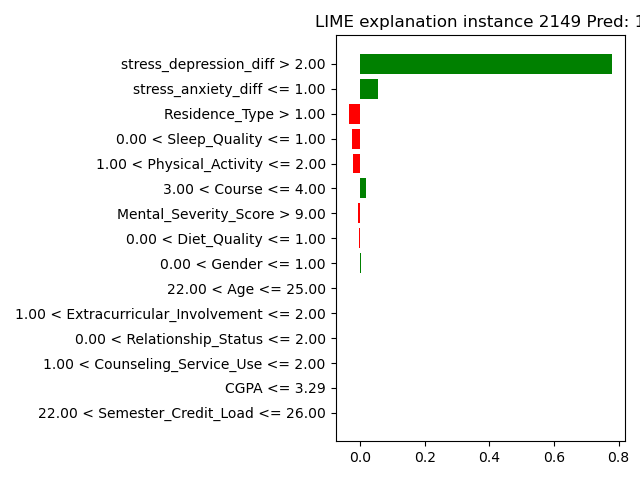 LIME explanation instance 2149 Pred: 1
stress_depression_diff > 2.00
stress_anxiety_diff <= 1.00
Residence_Type > 1.00
0.00 < Sleep_Quality <= 1.00
1.00 < Physical_Activity <= 2.00
3.00 < Course <= 4.00
Mental_Severity_Score > 9.00
0.00 < Diet_Quality <= 1.00
0.00 < Gender <= 1.00
22.00 < Age <= 25.00
1.00 < Extracurricular_Involvement <= 2.00
0.00 < Relationship_Status <= 2.00
1.00 < Counseling_Service_Use <= 2.00
CGPA <= 3.29
22.00 < Semester_Credit_Load <= 26.00
0.0 0.2 0.4 0.6 0.8